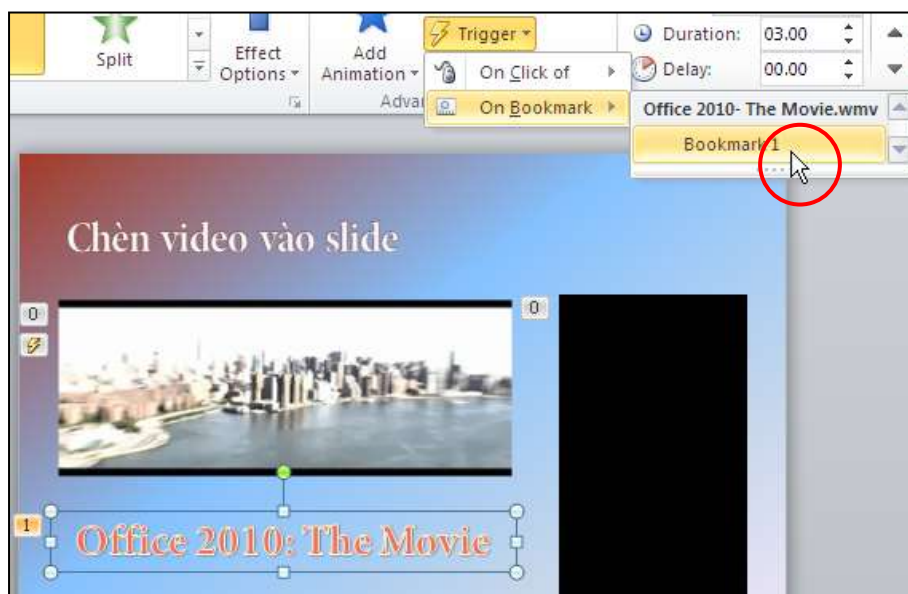 Split
Effect Options
Add Animation
Trigger
On Click of
On Bookmark
Duration: 03.00
Delay: 00.00
Office 2010- The Movie.wmv
Bookmark 1
Chèn video vào slide
0
0
1
Office 2010: The Movie